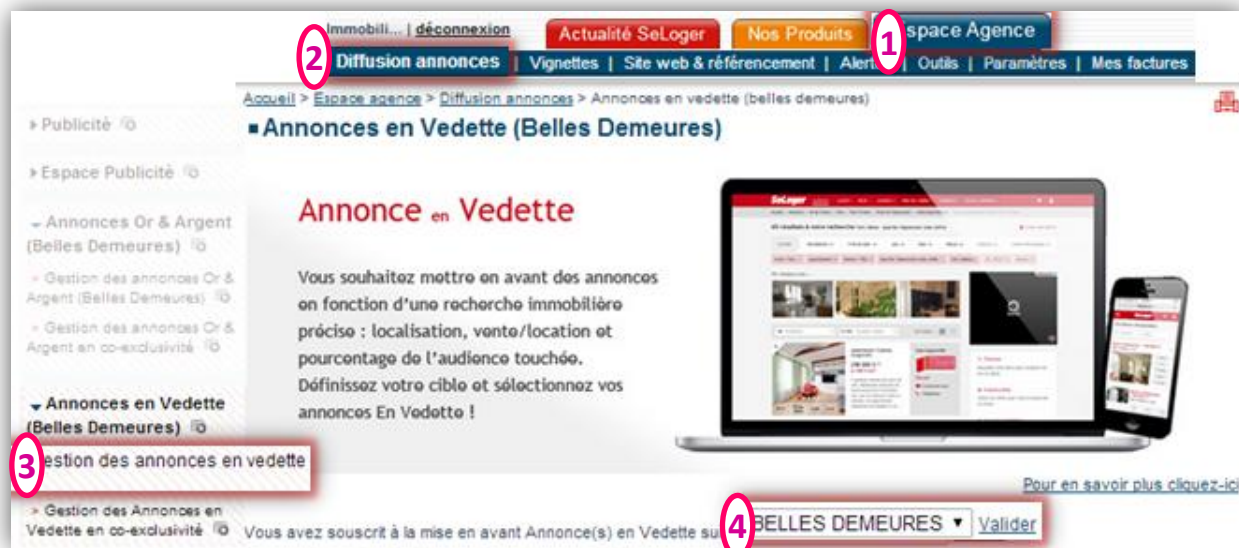 Immobili... | déconnexion
Actualité SeLoger
Nos Produits
1
space Agence
2
Diffusion annonces | Vignettes | Site web & référencement | Alert | Outils | Paramètres | Mes factures
Accueil > Espace agence > Diffusion annonces > Annonces en vedette (belles demeures)
Annonces en Vedette (Belles Demeures)
Publicité
Espace Publicité
Annonces Or & Argent
(Belles Demeures)
Gestion des annonces Or &
Argent (Belles Demeures)
Gestion des annonces Or &
Argent en co-exclusivité
Annonces en Vedette
(Belles Demeures)
3
estion des annonces en vedette
> Gestion des Annonces en
Vedette en co-exclusivité
Annonce en Vedette
Vous souhaitez mettre en avant des annonces
en fonction d'une recherche immobilière
précise : localisation, vente/location et
pourcentage de l'audience touchée.
Définissez votre cible et sélectionnez vos
annonces En Vedette !
SeLoger
SeLoger
Pour en savoir plus cliquez-ici
Vous avez souscrit à la mise en avant Annonce(s) en Vedette su
4
BELLES DEMEURES
Valider